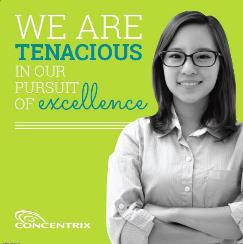 WE ARE
TENACIOUS
IN OUR
PURSUIT
OF excellence
CONCENTRIX